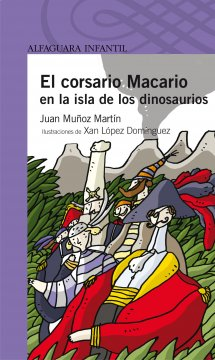 ALFAGUARA INFANTIL
El corsario Macario
en la isla de los dinosaurios
Juan Muñoz Martín
Ilustraciones de Xan López Domínguez